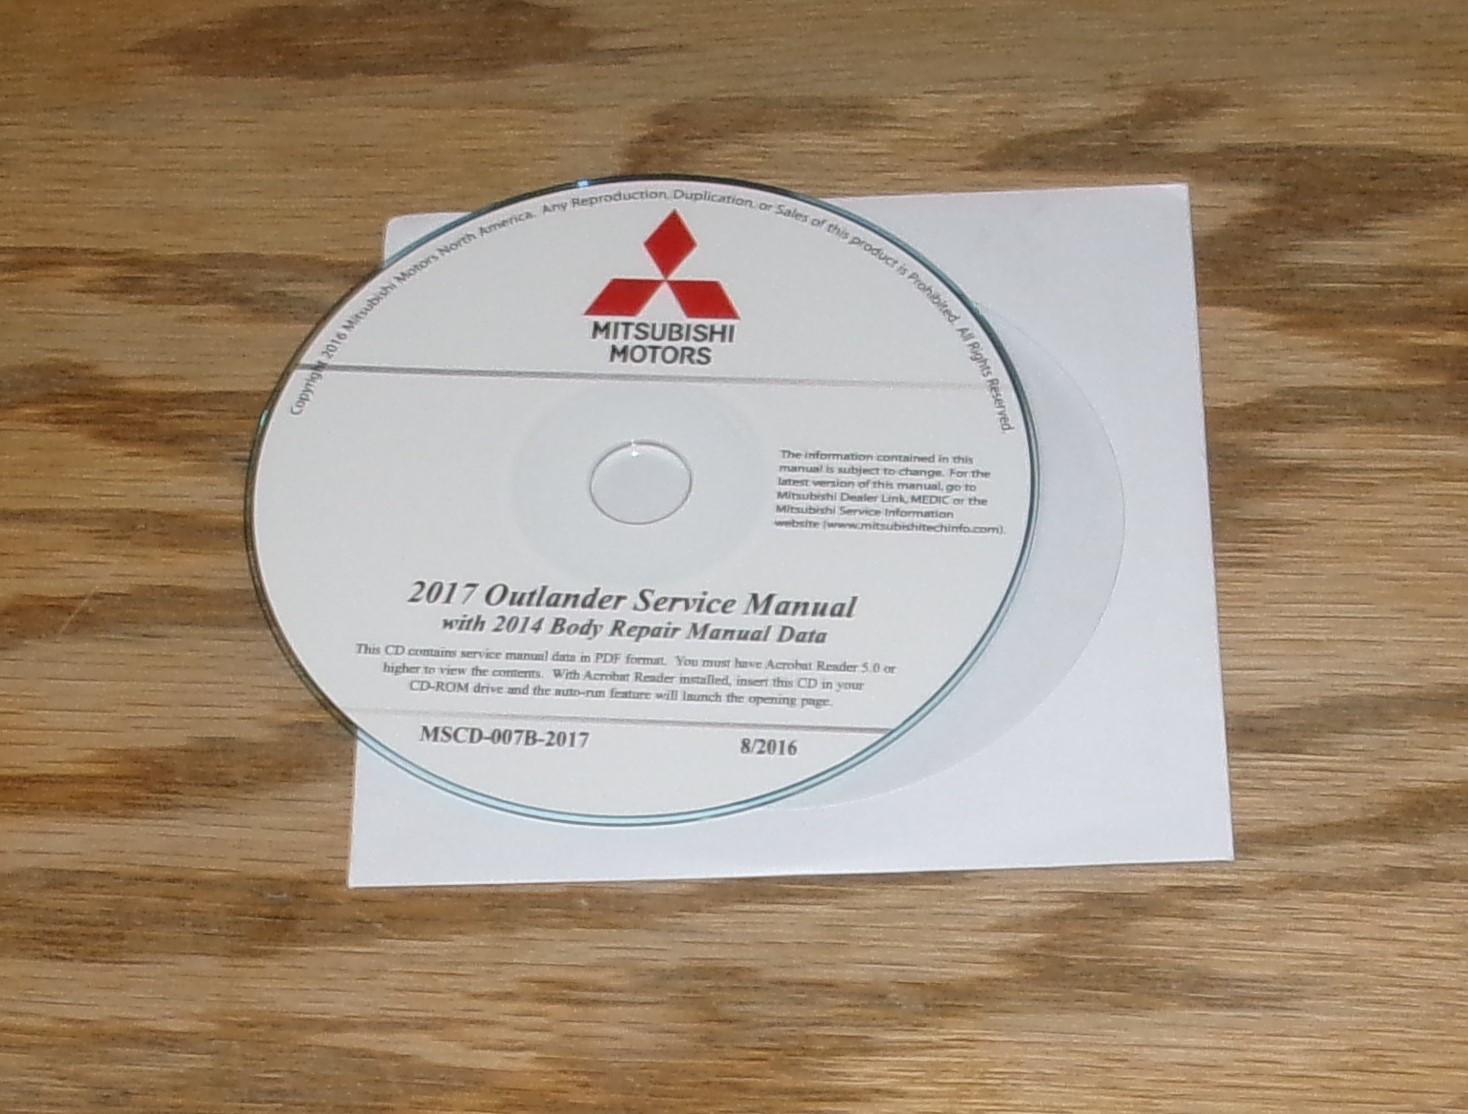 Copyright 2016 Mitsubishi Motors North America. Any Reproduction, Duplication, or Sales of this product is Prohibited. All Rights Reserved.
MITSUBISHI
MOTORS
The information contained in this
manual is subject to change. For the
latest version of this manual, go to
Mitsubishi Dealer Link, MEDIC or the
Mitsubishi Service Information
website (www.mitsubishitechinfo.com).
2017 Outlander Service Manual
with 2014 Body Repair Manual Data
This CD contains service manual data in PDF format. You must have Acrobat Reader 5.0 or
higher to view the contents. With Acrobat Reader installed, insert this CD in your
CD-ROM drive and the auto-run feature will launch the opening page.
MSCD-007B-2017 8/2016